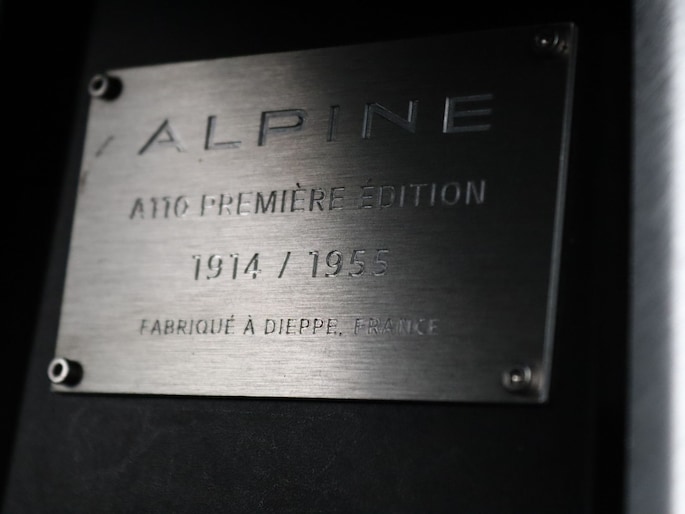 ALPINE
A110 PREMIÈRE ÉDITION
1914 / 1955
FABRIQUÉ À DIEPPE, FRANCE